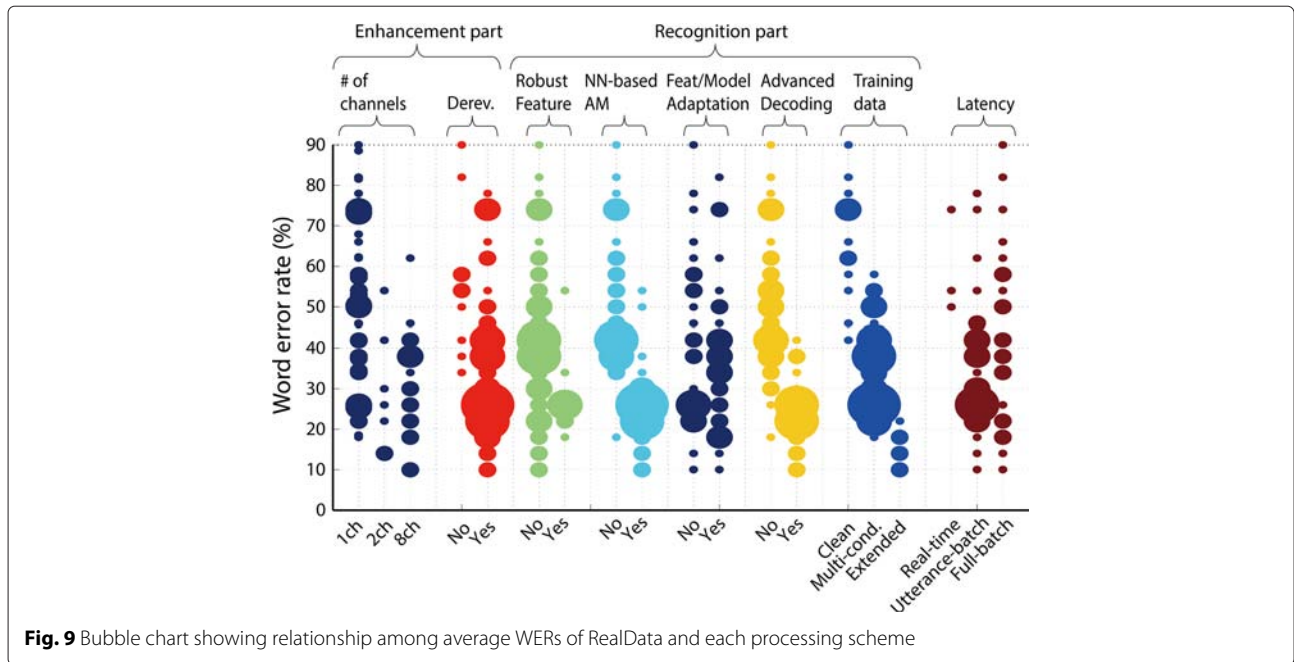 Enhancement part Recognition part
# of channels
Derev.
Robust Feature
NN-based AM
Feat/Model Adaptation
Advanced Decoding
Training data
Latency
Word error rate (%)
90
80
70
60
50
40
30
20
10
0
1ch 2ch 8ch No Yes No Yes No Yes No Yes No Yes Clean Multi-cond. Extended Real-time Utterance-batch Full-batch
Fig. 9 Bubble chart showing relationship among average WERs of RealData and each processing scheme